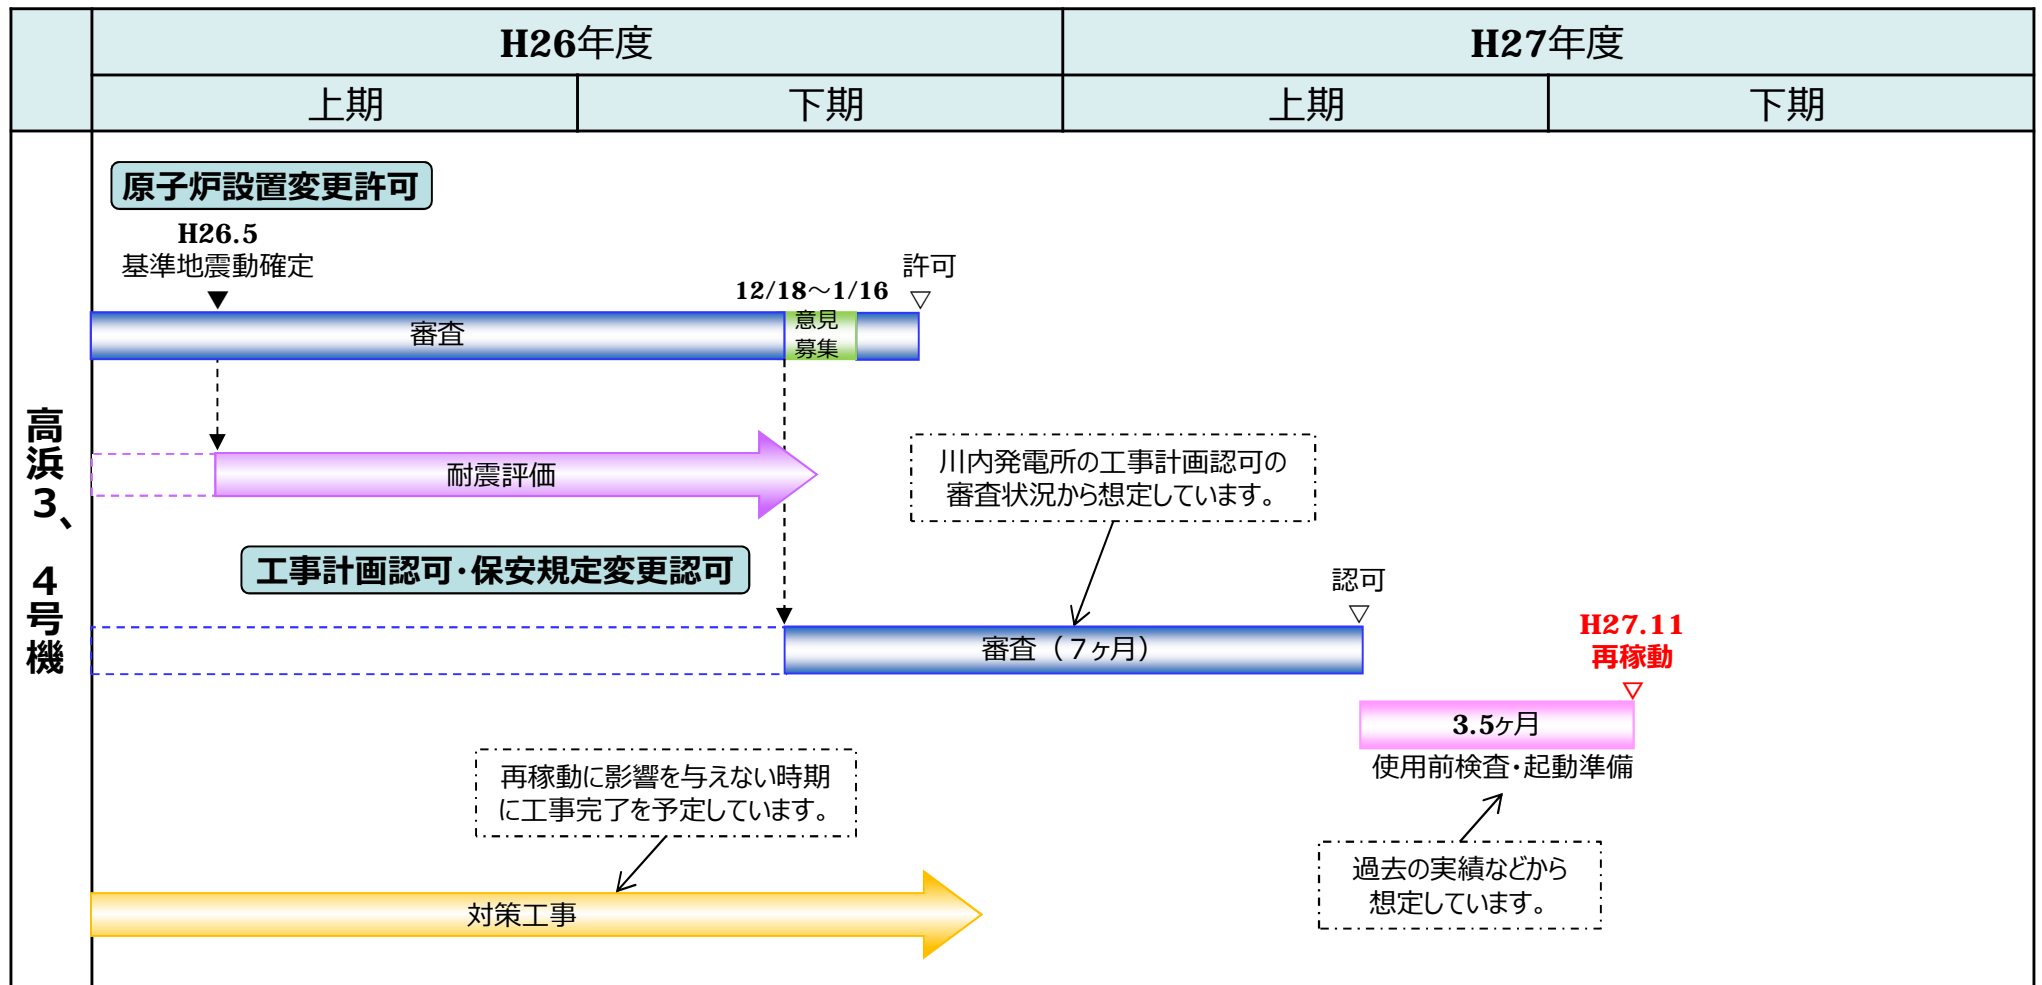 H26年度
H27年度
上期
下期
上期
下期
高浜3、4号機
原子炉設置変更許可
H26.5
基準地震動確定
▼
12/18～1/16
許可
▽
審査
意見
募集
耐震評価
川内発電所の工事計画認可の
審査状況から想定しています。
工事計画認可・保安規定変更認可
認可
▽
審査（7ヶ月）
H27.11
再稼動
▽
3.5ヶ月
使用前検査・起動準備
再稼動に影響を与えない時期
に工事完了を予定しています。
過去の実績などから
想定しています。
対策工事